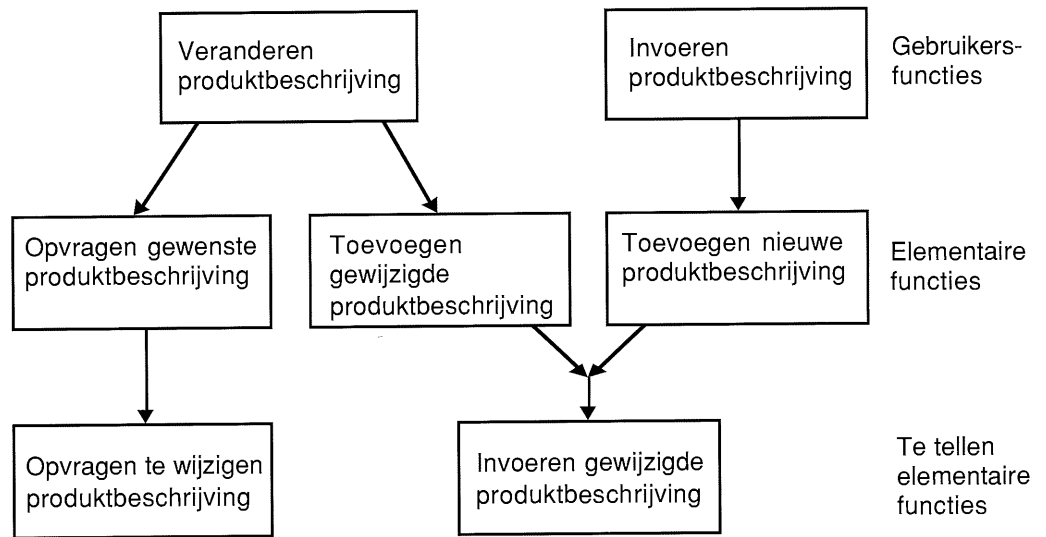 Veranderen
produktbeschrijving
Invoeren
produktbeschrijving
Gebruikers-
functies
Opvragen gewenste
produktbeschrijving
Toevoegen
gewijzigde
produktbeschrijving
Toevoegen nieuwe
produktbeschrijving
Elementaire
functies
Opvragen te wijzigen
produktbeschrijving
Invoeren gewijzigde
produktbeschrijving
Te tellen
elementaire
functies